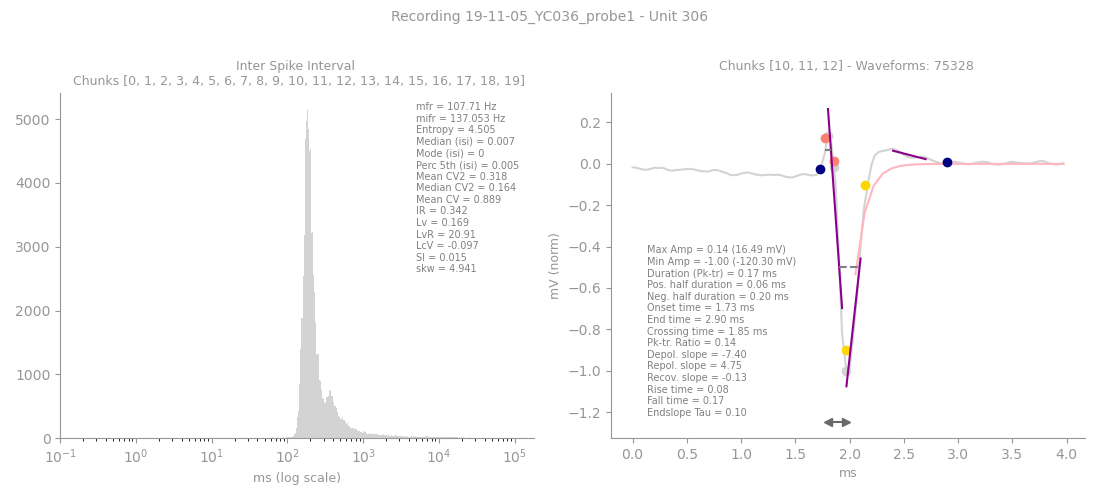 Recording 19-11-05_YC036_probe1 - Unit 306
Inter Spike Interval
Chunks [0, 1, 2, 3, 4, 5, 6, 7, 8, 9, 10, 11, 12, 13, 14, 15, 16, 17, 18, 19]
5000
4000
3000
2000
1000
0
mfr = 107.71 Hz
mifr = 137.053 Hz
Entropy = 4.505
Median (isi) = 0.007
Mode (isi) = 0
Perc 5th (isi) = 0.005
Mean CV2 = 0.318
Median CV2 = 0.164
Mean CV = 0.889
IR = 0.342
Lv = 0.169
LvR = 20.91
LcV = -0.097
SI = 0.015
skw = 4.941
10⁻¹ 10⁰ 10¹ 10² 10³ 10⁴ 10⁵
ms (log scale)
Chunks [10, 11, 12] - Waveforms: 75328
mV (norm)
0.2
0.0
−0.2
−0.4
−0.6
−0.8
−1.0
−1.2
Max Amp = 0.14 (16.49 mV)
Min Amp = -1.00 (-120.30 mV)
Duration (Pk-tr) = 0.17 ms
Pos. half duration = 0.06 ms
Neg. half duration = 0.20 ms
Onset time = 1.73 ms
End time = 2.90 ms
Crossing time = 1.85 ms
Pk-tr. Ratio = 0.14
Depol. slope = -7.40
Repol. slope = 4.75
Recov. slope = -0.13
Rise time = 0.08
Fall time = 0.17
Endslope Tau = 0.10
0.0 0.5 1.0 1.5 2.0 2.5 3.0 3.5 4.0
ms